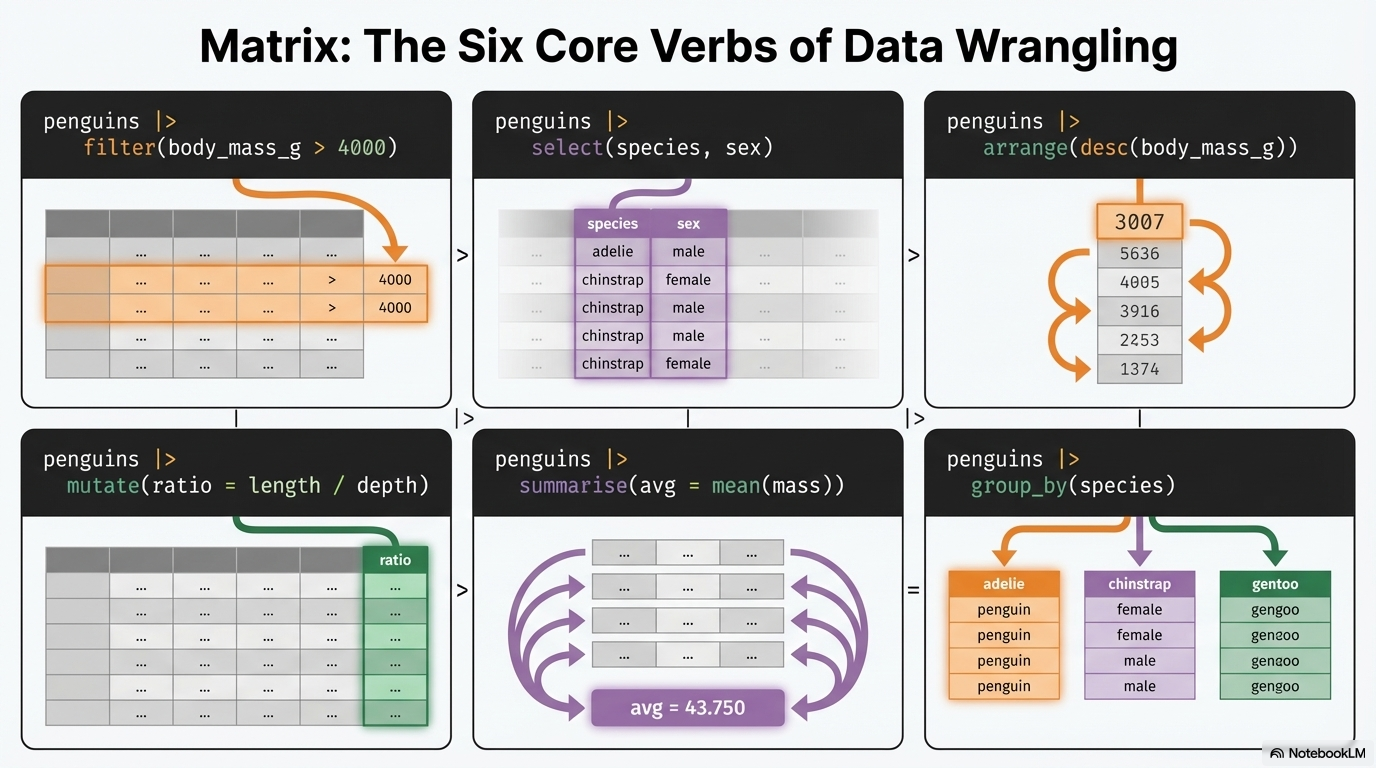 Matrix: The Six Core Verbs of Data Wrangling
penguins |>
filter(body_mass_g > 4000)
... ... ... ...
... ... ... > 4000
... ... ... > 4000
... ... ... ...
... ... ... ...
>
penguins |>
select(species, sex)
species sex
... adelie male ... ...
... chinstrap female ... ...
... chinstrap male ... ...
... chinstrap male ... ...
... chinstrap female ... ...
>
penguins |>
arrange(desc(body_mass_g))
3007
5636
4005
3916
2253
1374
| |> | |> |
penguins |>
mutate(ratio = length / depth)
ratio
... ... ... ... ...
... ... ... ... ...
... ... ... ... ...
... ... ... ... ...
... ... ... ... ...
... ... ... ... ...
>
penguins |>
summarise(avg = mean(mass))
... ... ...
... ... ...
... ... ...
... ... ...
avg = 43.750
=
penguins |>
group_by(species)
adelie chinstrap gentoo
penguin female gengoo
penguin female
penguin male
penguin male gengoo
NotebookLM